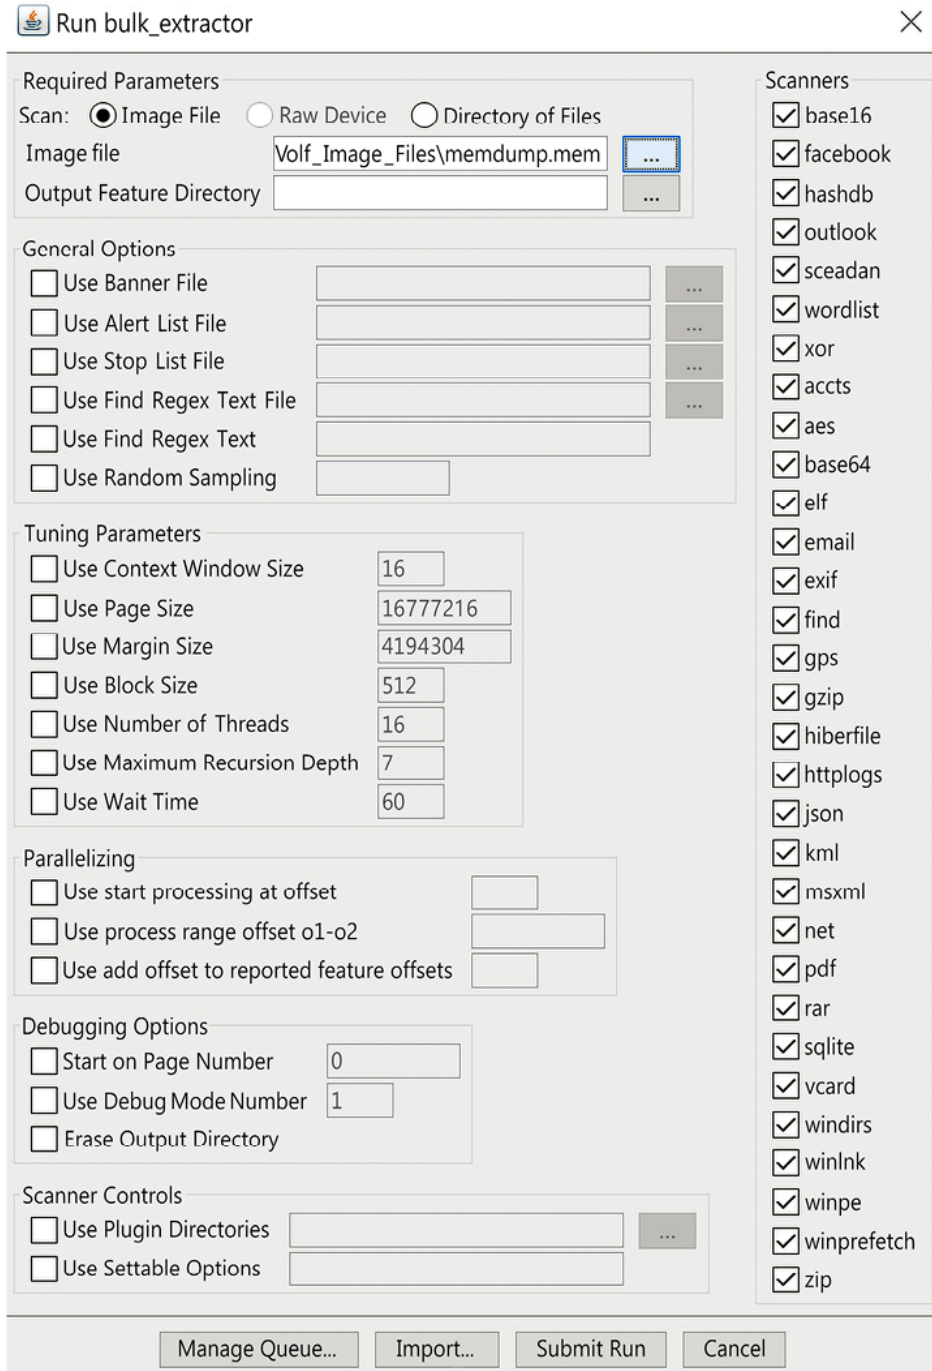 Run bulk_extractor
Required Parameters
Scan: Image File Raw Device Directory of Files
Image file Volf_Image_Files\memdump.mem ...
Output Feature Directory ...
General Options
Use Banner File ...
Use Alert List File ...
Use Stop List File ...
Use Find Regex Text File ...
Use Find Regex Text
Use Random Sampling
Tuning Parameters
Use Context Window Size 16
Use Page Size 16777216
Use Margin Size 4194304
Use Block Size 512
Use Number of Threads 16
Use Maximum Recursion Depth 7
Use Wait Time 60
Parallelizing
Use start processing at offset
Use process range offset o1-o2
Use add offset to reported feature offsets
Debugging Options
Start on Page Number 0
Use Debug Mode Number 1
Erase Output Directory
Scanner Controls
Use Plugin Directories ...
Use Settable Options
Scanners
base16
facebook
hashdb
outlook
sceadan
wordlist
xor
accts
aes
base64
elf
email
exif
find
gps
gzip
hiberfile
httplogs
json
kml
msxml
net
pdf
rar
sqlite
vcard
windirs
winlnk
winpe
winprefetch
zip
Manage Queue... Import... Submit Run Cancel